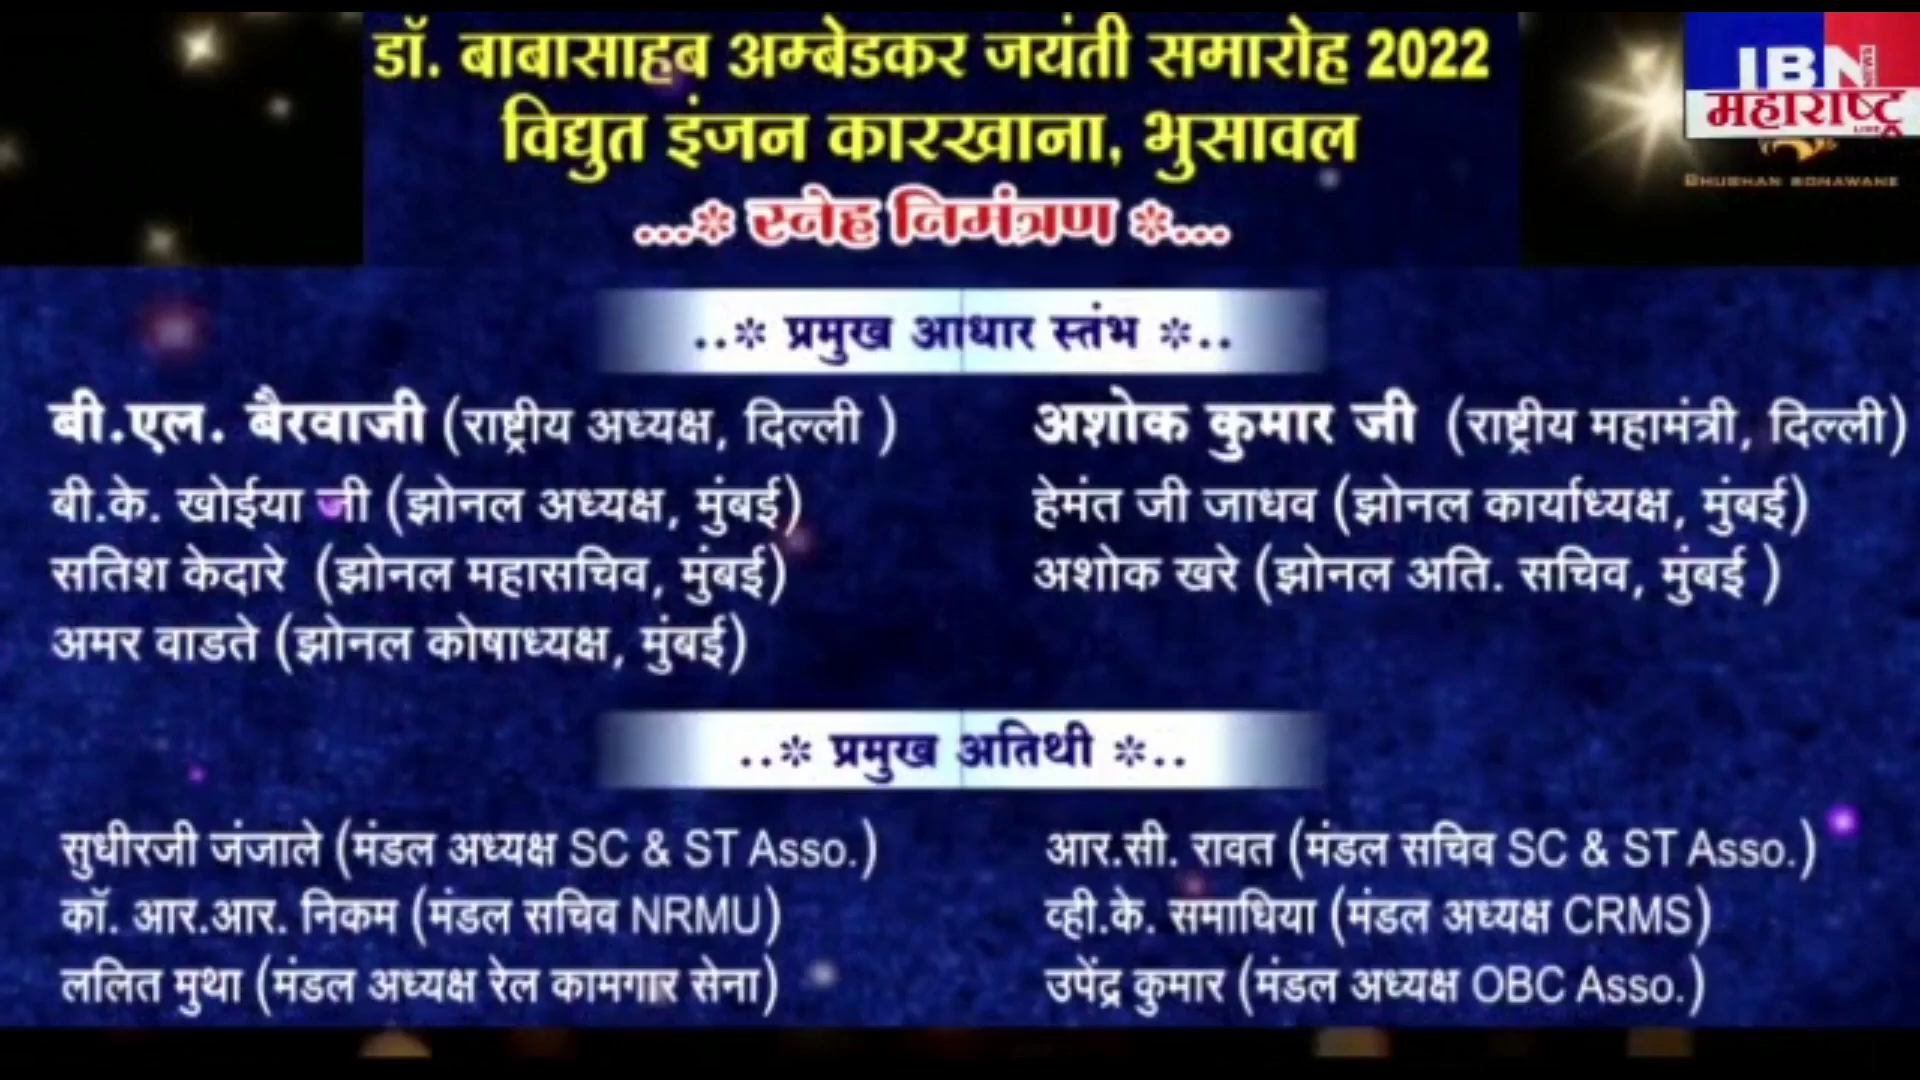 डॉ. बाबासाहब अम्बेडकर जयंती समारोह 2022
विद्युत इंजन कारखाना, भुसावल
...* स्नेह निमंत्रण *...
IBN
महाराष्ट्र
LIVE
BHUSHAN SONAWANE
..* प्रमुख आधार स्तंभ *..
बी.एल. बैरवाजी (राष्ट्रीय अध्यक्ष, दिल्ली )
अशोक कुमार जी (राष्ट्रीय महामंत्री, दिल्ली)
बी.के. खोईया जी (झोनल अध्यक्ष, मुंबई)
हेमंत जी जाधव (झोनल कार्याध्यक्ष, मुंबई)
सतिश केदारे (झोनल महासचिव, मुंबई)
अशोक खरे (झोनल अति. सचिव, मुंबई )
अमर वाडते (झोनल कोषाध्यक्ष, मुंबई)
..* प्रमुख अतिथी *..
सुधीरजी जंजाले (मंडल अध्यक्ष SC & ST Asso.)
आर.सी. रावत (मंडल सचिव SC & ST Asso.)
कॉ. आर.आर. निकम (मंडल सचिव NRMU)
व्ही.के. समाधिया (मंडल अध्यक्ष CRMS)
ललित मुथा (मंडल अध्यक्ष रेल कामगार सेना)
उपेंद्र कुमार (मंडल अध्यक्ष OBC Asso.)